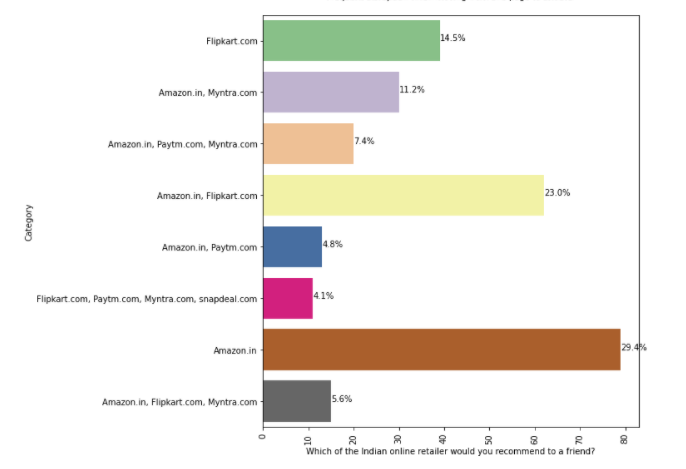 Flipkart.com
14.5%
Amazon.in, Myntra.com
11.2%
Amazon.in, Paytm.com, Myntra.com
7.4%
Amazon.in, Flipkart.com
23.0%
Category
Amazon.in, Paytm.com
4.8%
Flipkart.com, Paytm.com, Myntra.com, snapdeal.com
4.1%
Amazon.in
29.4%
Amazon.in, Flipkart.com, Myntra.com
5.6%
0
10
20
30
40
50
60
70
80
Which of the Indian online retailer would you recommend to a friend?